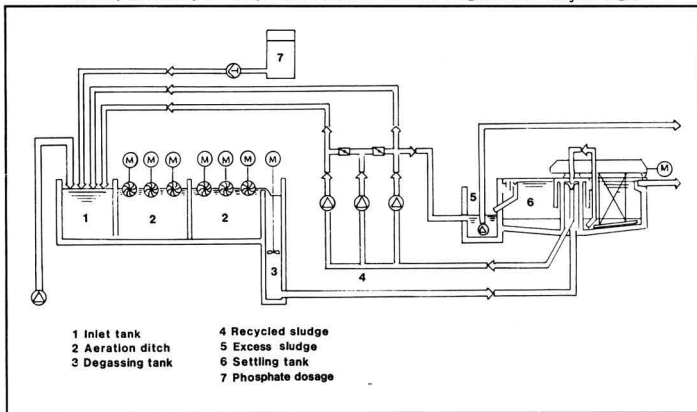 7
M M M M M M M
M
1 2 2
5 6
3
4
1 Inlet tank
2 Aeration ditch
3 Degassing tank
4 Recycled sludge
5 Excess sludge
6 Settling tank
7 Phosphate dosage